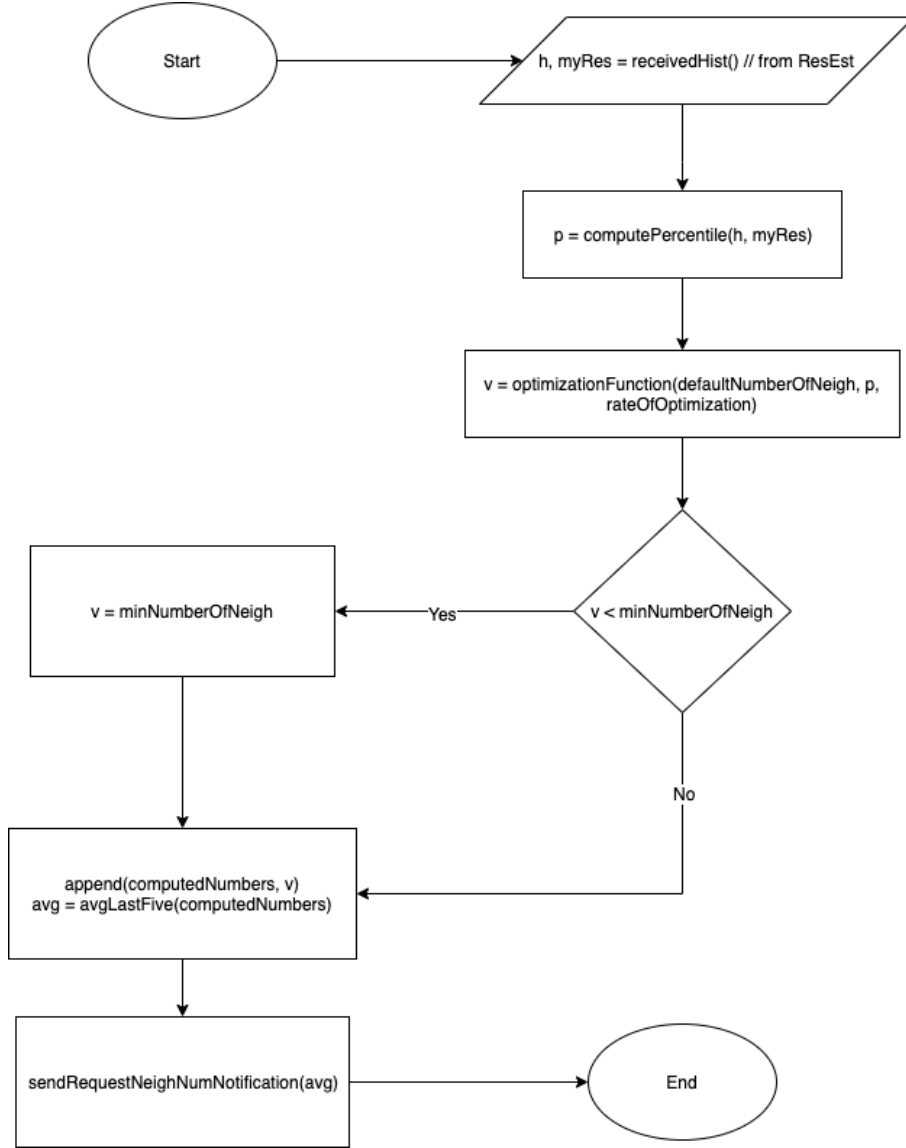 Start
h, myRes = receivedHist() // from ResEst
p = computePercentile(h, myRes)
v = optimizationFunction(defaultNumberOfNeigh, p,
rateOfOptimization)
v < minNumberOfNeigh
Yes
v = minNumberOfNeigh
No
append(computedNumbers, v)
avg = avgLastFive(computedNumbers)
sendRequestNeighNumNotification(avg)
End